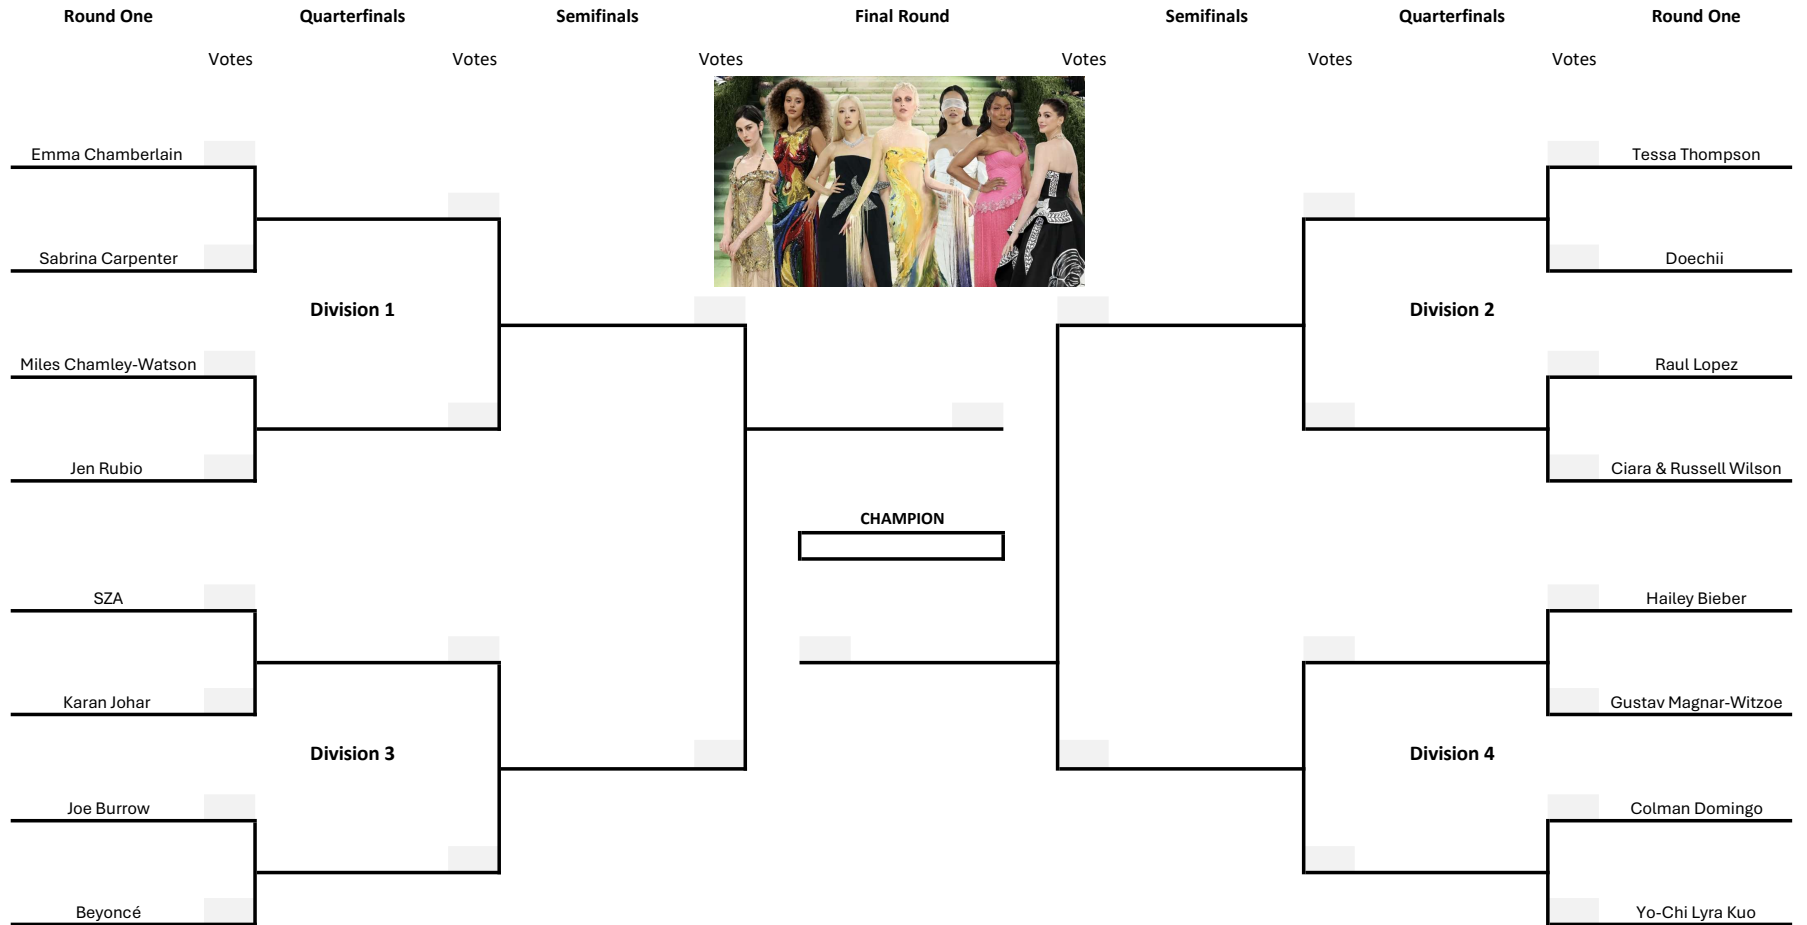 Round One Quarterfinals Semifinals Final Round Semifinals Quarterfinals Round One
Votes Votes Votes Votes Votes Votes
Emma Chamberlain Tessa Thompson
Sabrina Carpenter Doechii
Division 1 Division 2
Miles Chamley-Watson Raul Lopez
Jen Rubio Ciara & Russell Wilson
CHAMPION
SZA Hailey Bieber
Karan Johar Gustav Magnar-Witzoe
Division 3 Division 4
Joe Burrow Colman Domingo
Beyoncé Yo-Chi Lyra Kuo